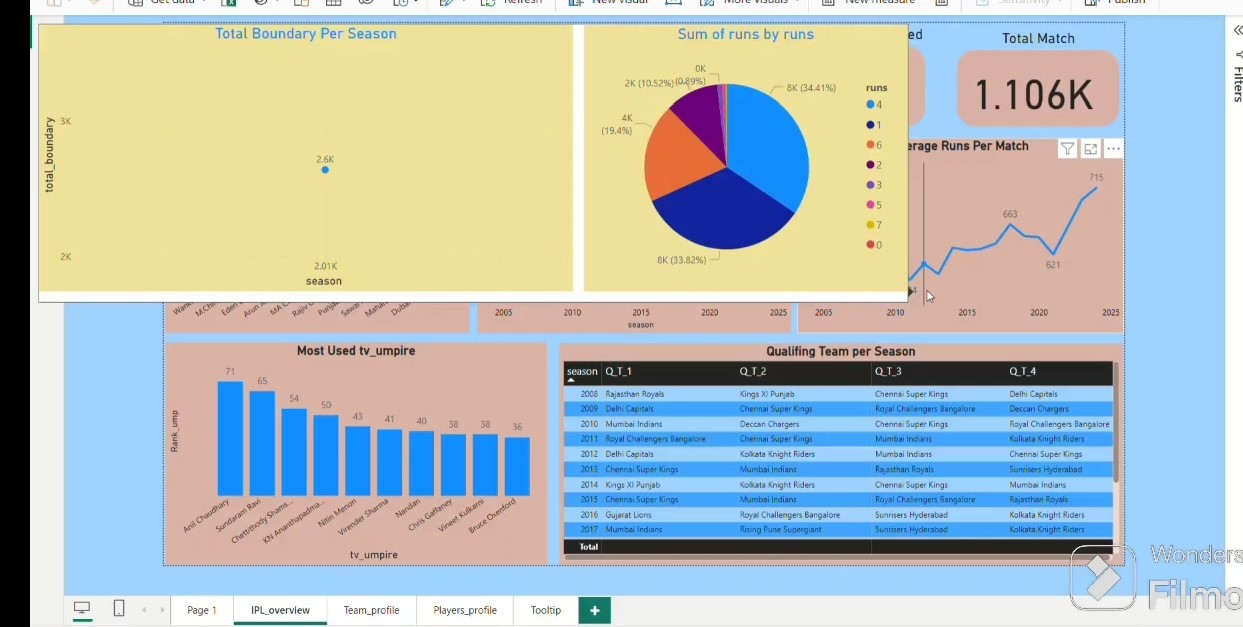 Get data
Refresh
New visual
More visuals
New measure
Sensitivity
Publish
Total Boundary Per Season
total_boundary
3K
2K
2.6K
2.01K
season
Sum of runs by runs
0K
(0.89%)
2K (10.52%)
4K
(19.4%)
8K (34.41%)
8K (33.82%)
runs
4
1
6
2
3
5
7
0
ed
Total Match
1.106K
erage Runs Per Match
715
663
621
Filters
2005 2010 2015 2020 2025
season
2005 2010 2015 2020 2025
Most Used tv_umpire
Rank_ump
71 65 54 50 43 41 40 38 38 36
Anil Chaudhary
Sundaram Ravi
Chettithody Shams...
KN Ananthapadma...
Nitin Menon
Virender Sharma
Nandan
Chris Gaffaney
Vineet Kulkarni
Bruce Oxenford
tv_umpire
Qualifing Team per Season
season Q_T_1 Q_T_2 Q_T_3 Q_T_4
2008 Rajasthan Royals Kings XI Punjab Chennai Super Kings Delhi Capitals
2009 Delhi Capitals Chennai Super Kings Royal Challengers Bangalore Deccan Chargers
2010 Mumbai Indians Deccan Chargers Chennai Super Kings Royal Challengers Bangalore
2011 Royal Challengers Bangalore Chennai Super Kings Mumbai Indians Kolkata Knight Riders
2012 Delhi Capitals Kolkata Knight Riders Mumbai Indians Chennai Super Kings
2013 Chennai Super Kings Mumbai Indians Rajasthan Royals Sunrisers Hyderabad
2014 Kings XI Punjab Kolkata Knight Riders Chennai Super Kings Mumbai Indians
2015 Chennai Super Kings Mumbai Indians Royal Challengers Bangalore Rajasthan Royals
2016 Gujarat Lions Royal Challengers Bangalore Sunrisers Hyderabad Kolkata Knight Riders
2017 Mumbai Indians Rising Pune Supergiant Sunrisers Hyderabad Kolkata Knight Riders
Total
Wonders
Filmo
Page 1
IPL_overview
Team_profile
Players_profile
Tooltip